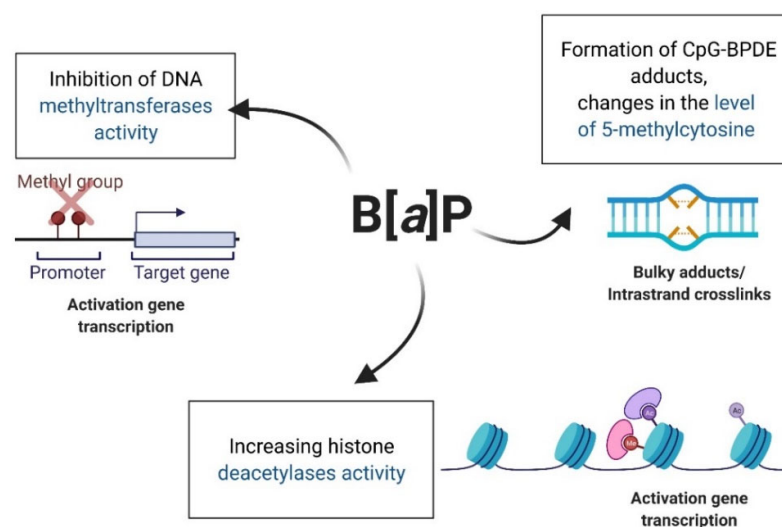 Inhibition of DNA
methyltransferases
activity
Methyl group
Promoter
Target gene
Activation gene
transcription
B[a]P
Formation of CpG-BPDE
adducts,
changes in the level
of 5-methylcytosine
Bulky adducts/
Intrastrand crosslinks
Increasing histone
deacetylases activity
Ac
Me
Ac
Activation gene
transcription